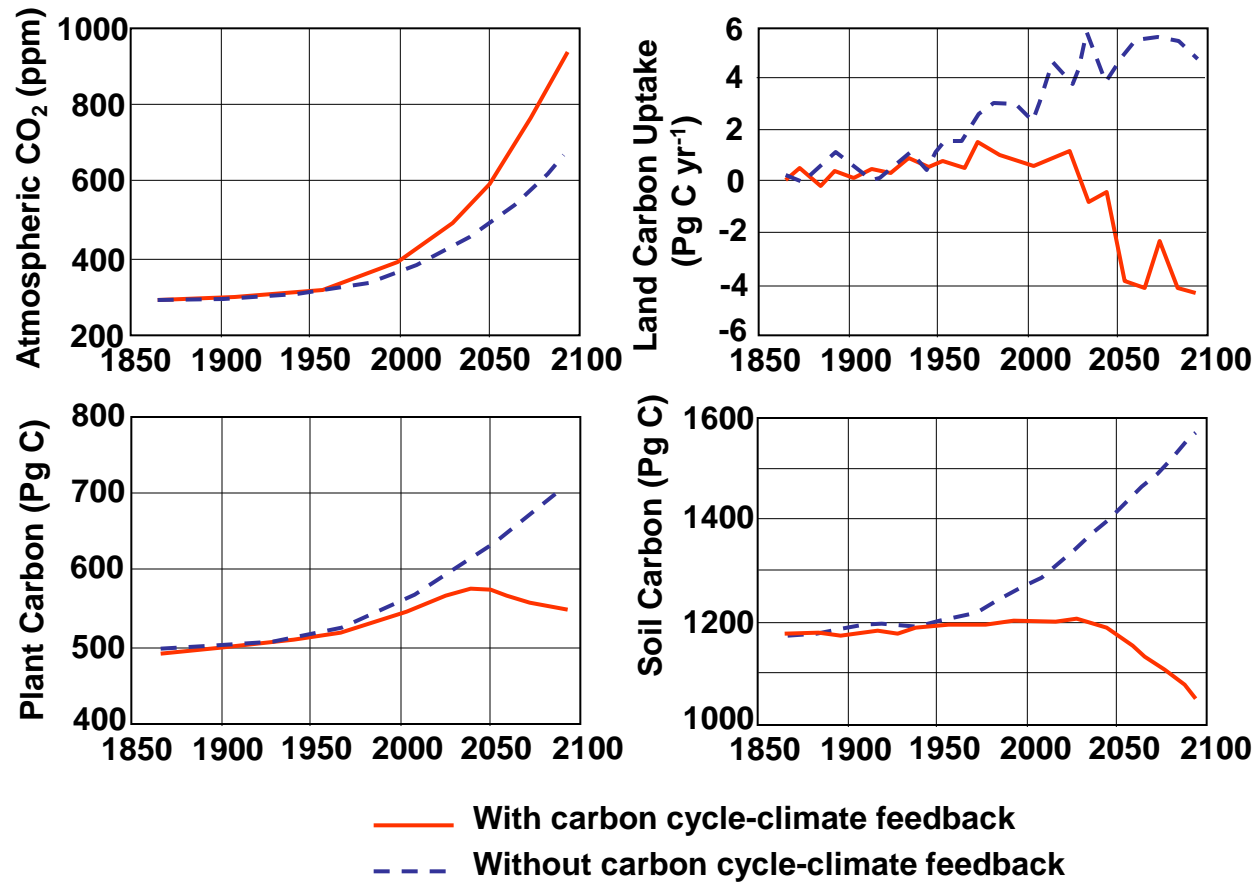 Atmospheric CO₂ (ppm)
1000
800
600
400
200
1850 1900 1950 2000 2050 2100
Land Carbon Uptake
(Pg C yr⁻¹)
6
4
2
0
-2
-4
-6
1850 1900 1950 2000 2050 2100
Plant Carbon (Pg C)
800
700
600
500
400
1850 1900 1950 2000 2050 2100
Soil Carbon (Pg C)
1600
1400
1200
1000
1850 1900 1950 2000 2050 2100
With carbon cycle-climate feedback
Without carbon cycle-climate feedback